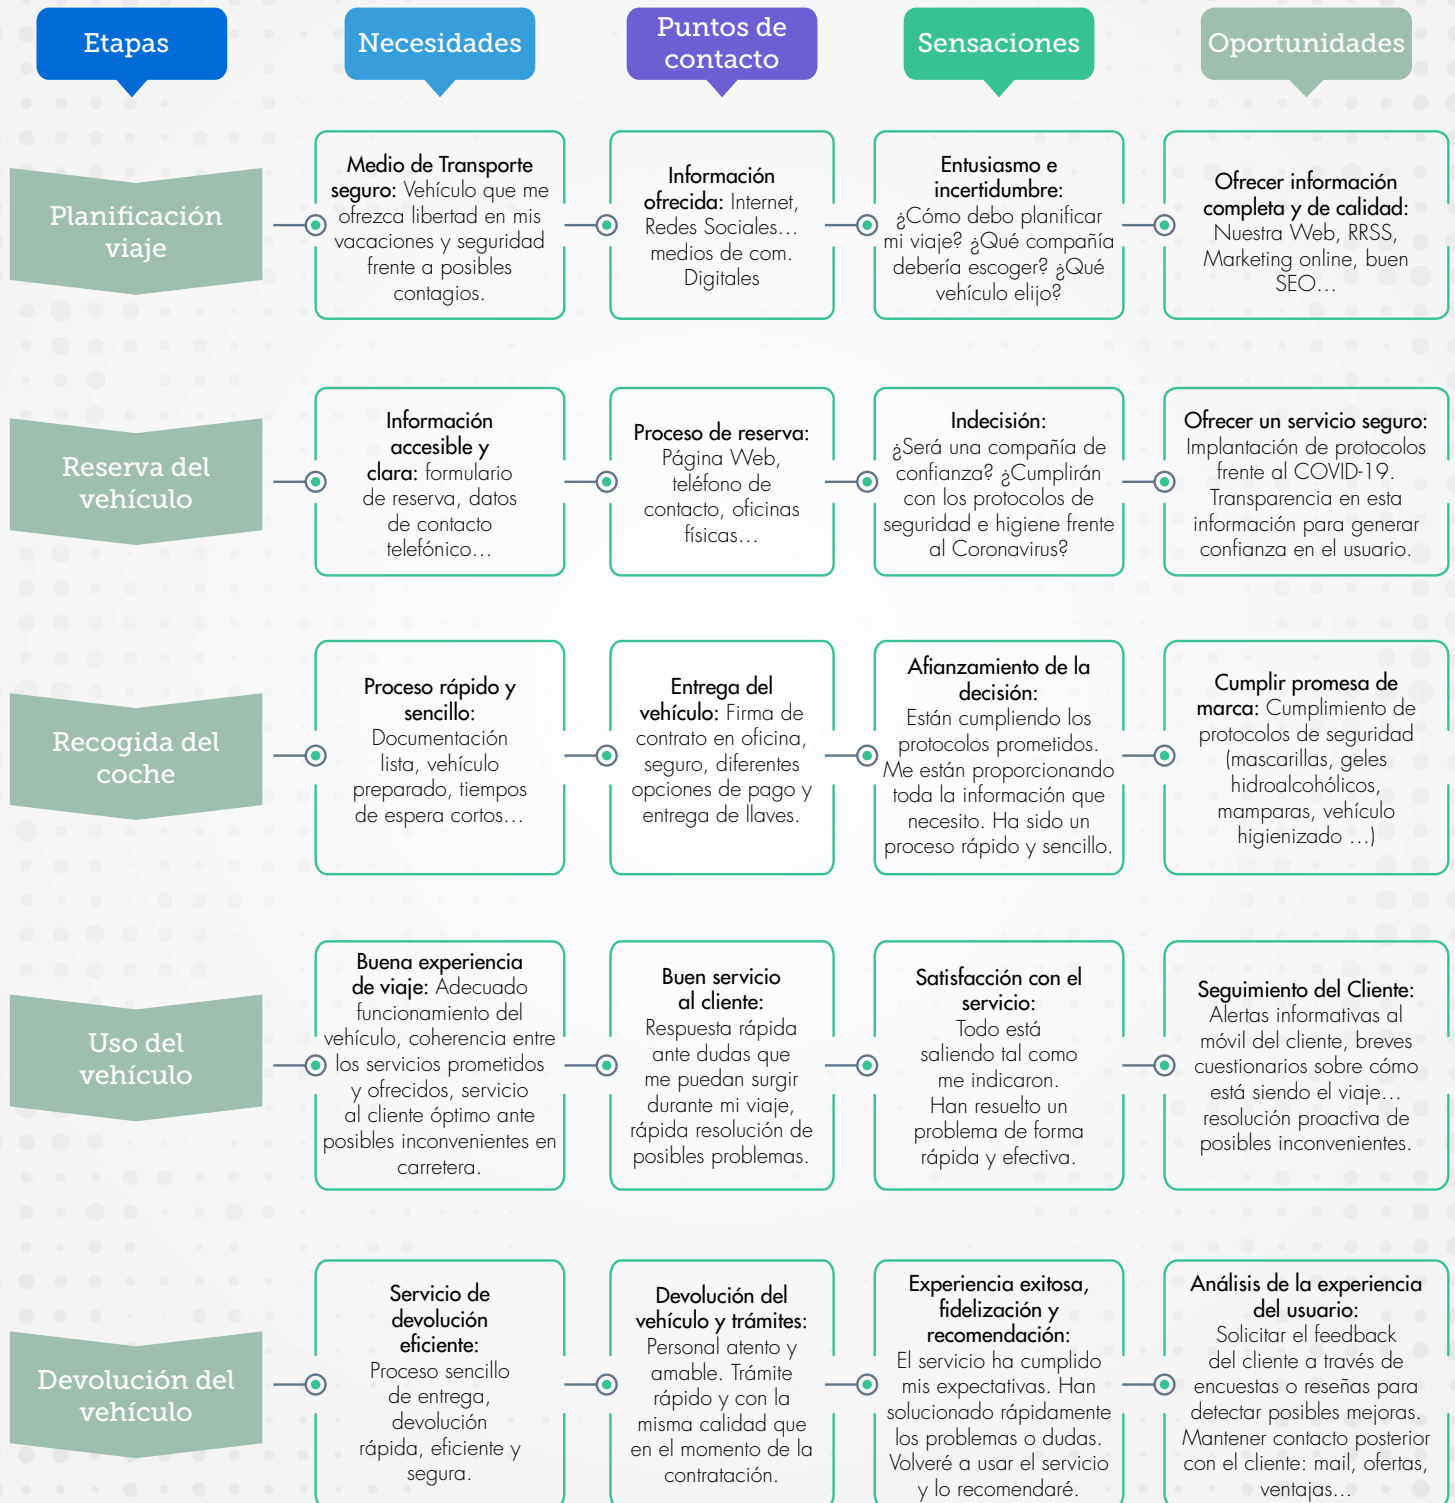 Etapas
Necesidades
Puntos de
contacto
Sensaciones
Oportunidades
Planificación
viaje
Medio de Transporte
seguro: Vehículo que me
ofrezca libertad en mis
vacaciones y seguridad
frente a posibles
contagios.
Información
ofrecida: Internet,
Redes Sociales...
medios de com.
Digitales
Entusiasmo e
incertidumbre:
¿Cómo debo planificar
mi viaje? ¿Qué compañía
debería escoger? ¿Qué
vehículo elijo?
Ofrecer información
completa y de calidad:
Nuestra Web, RRSS,
Marketing online, buen
SEO...
Reserva del
vehículo
Información
accesible y
clara: formulario
de reserva, datos
de contacto
telefónico...
Proceso de reserva:
Página Web,
teléfono de
contacto, oficinas
físicas...
Indecisión:
¿Será una compañía de
confianza? ¿Cumplirán
con los protocolos de
seguridad e higiene frente
al Coronavirus?
Ofrecer un servicio seguro:
Implantación de protocolos
frente al COVID-19.
Transparencia en esta
información para generar
confianza en el usuario.
Recogida del
coche
Proceso rápido y
sencillo:
Documentación
lista, vehículo
preparado, tiempos
de espera cortos...
Entrega del
vehículo: Firma de
contrato en oficina,
seguro, diferentes
opciones de pago y
entrega de llaves.
Afianzamiento de la
decisión:
Están cumpliendo los
protocolos prometidos.
Me están proporcionando
toda la información que
necesito. Ha sido un
proceso rápido y sencillo.
Cumplir promesa de
marca: Cumplimiento de
protocolos de seguridad
(mascarillas, geles
hidroalcohólicos,
mamparas, vehículo
higienizado ...)
Uso del
vehículo
Buena experiencia
de viaje: Adecuado
funcionamiento del
vehículo, coherencia entre
los servicios prometidos
y ofrecidos, servicio
al cliente óptimo ante
posibles inconvenientes en
carretera.
Buen servicio
al cliente:
Respuesta rápida
ante dudas que
me puedan surgir
durante mi viaje,
rápida resolución de
posibles problemas.
Satisfacción con el
servicio:
Todo está
saliendo tal como
me indicaron.
Han resuelto un
problema de forma
rápida y efectiva.
Seguimiento del Cliente:
Alertas informativas al
móvil del cliente, breves
cuestionarios sobre cómo
está siendo el viaje...
resolución proactiva de
posibles inconvenientes.
Devolución del
vehículo
Servicio de
devolución
eficiente:
Proceso sencillo
de entrega,
devolución
rápida, eficiente y
segura.
Devolución del
vehículo y trámites:
Personal atento y
amable. Trámite
rápido y con la
misma calidad que
en el momento de la
contratación.
Experiencia exitosa,
fidelización y
recomendación:
El servicio ha cumplido
mis expectativas. Han
solucionado rápidamente
los problemas o dudas.
Volveré a usar el servicio
y lo recomendaré.
Análisis de la experiencia
del usuario:
Solicitar el feedback
del cliente a través de
encuestas o reseñas para
detectar posibles mejoras.
Mantener contacto posterior
con el cliente: mail, ofertas,
ventajas...